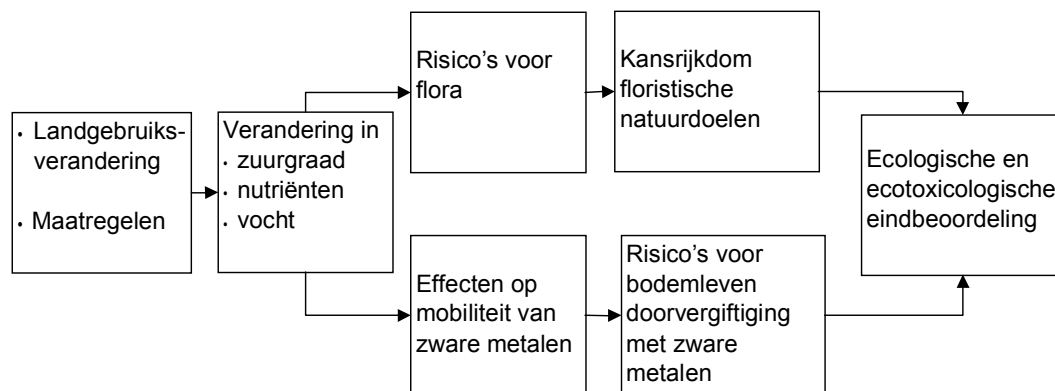 • Landgebruiks-
verandering
• Maatregelen
Verandering in
• zuurgraad
• nutriënten
• vocht
Risico’s voor
flora
Kansrijkdom
floristische
natuurdoelen
Effecten op
mobiliteit van
zware metalen
Risico’s voor
bodemleven
doorvergiftiging
met zware
metalen
Ecologische en
ecotoxicologische
eindbeoordeling